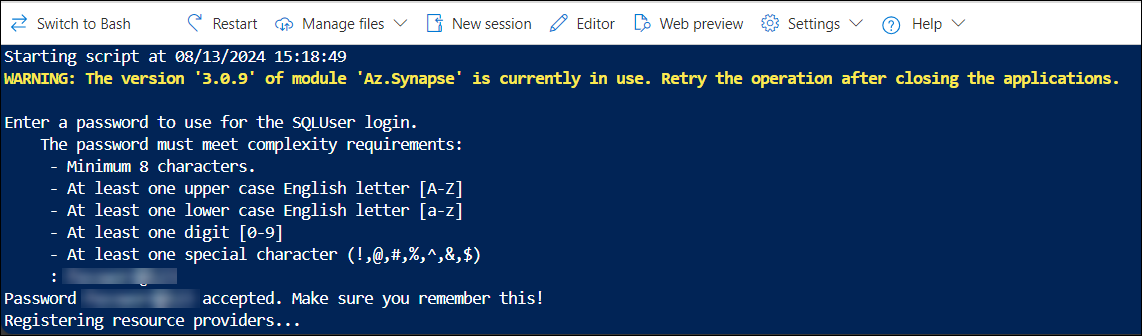 Switch to Bash Restart Manage files New session Editor Web preview Settings Help
Starting script at 08/13/2024 15:18:49
WARNING: The version '3.0.9' of module 'Az.Synapse' is currently in use. Retry the operation after closing the applications.
Enter a password to use for the SQLUser login.
The password must meet complexity requirements:
- Minimum 8 characters.
- At least one upper case English letter [A-Z]
- At least one lower case English letter [a-z]
- At least one digit [0-9]
- At least one special character (!,@,#,%,^,&,$)
:
Password accepted. Make sure you remember this!
Registering resource providers...